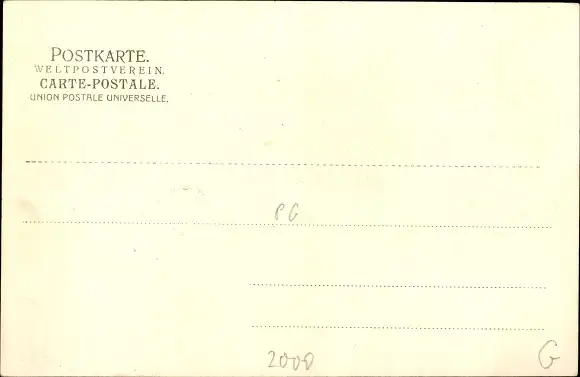 POSTKARTE.
WELTPOSTVEREIN.
CARTE-POSTALE.
UNION POSTALE UNIVERSELLE.
PG
2000
G